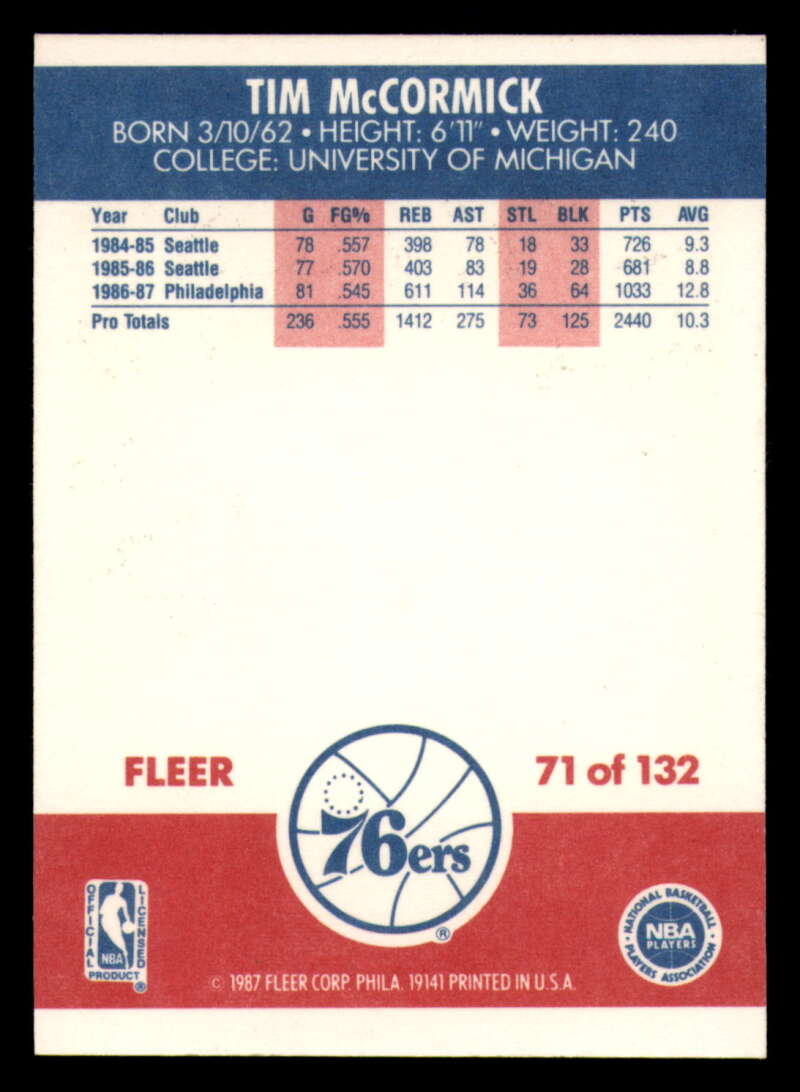 TIM McCORMICK
BORN 3/10/62 • HEIGHT: 6'11" • WEIGHT: 240
COLLEGE: UNIVERSITY OF MICHIGAN
Year Club G FG% REB AST STL BLK PTS AVG
1984-85 Seattle 78 .557 398 78 18 33 726 9.3
1985-86 Seattle 77 .570 403 83 19 28 681 8.8
1986-87 Philadelphia 81 .545 611 114 36 64 1033 12.8
Pro Totals 236 .555 1412 275 73 125 2440 10.3
FLEER
71 of 132
76ers
®
OFFICIAL LICENSED
NBA
PRODUCT
®
NATIONAL BASKETBALL
NBA
PLAYERS
PLAYERS ASSOCIATION
© 1987 FLEER CORP. PHILA. 19141 PRINTED IN U.S.A.